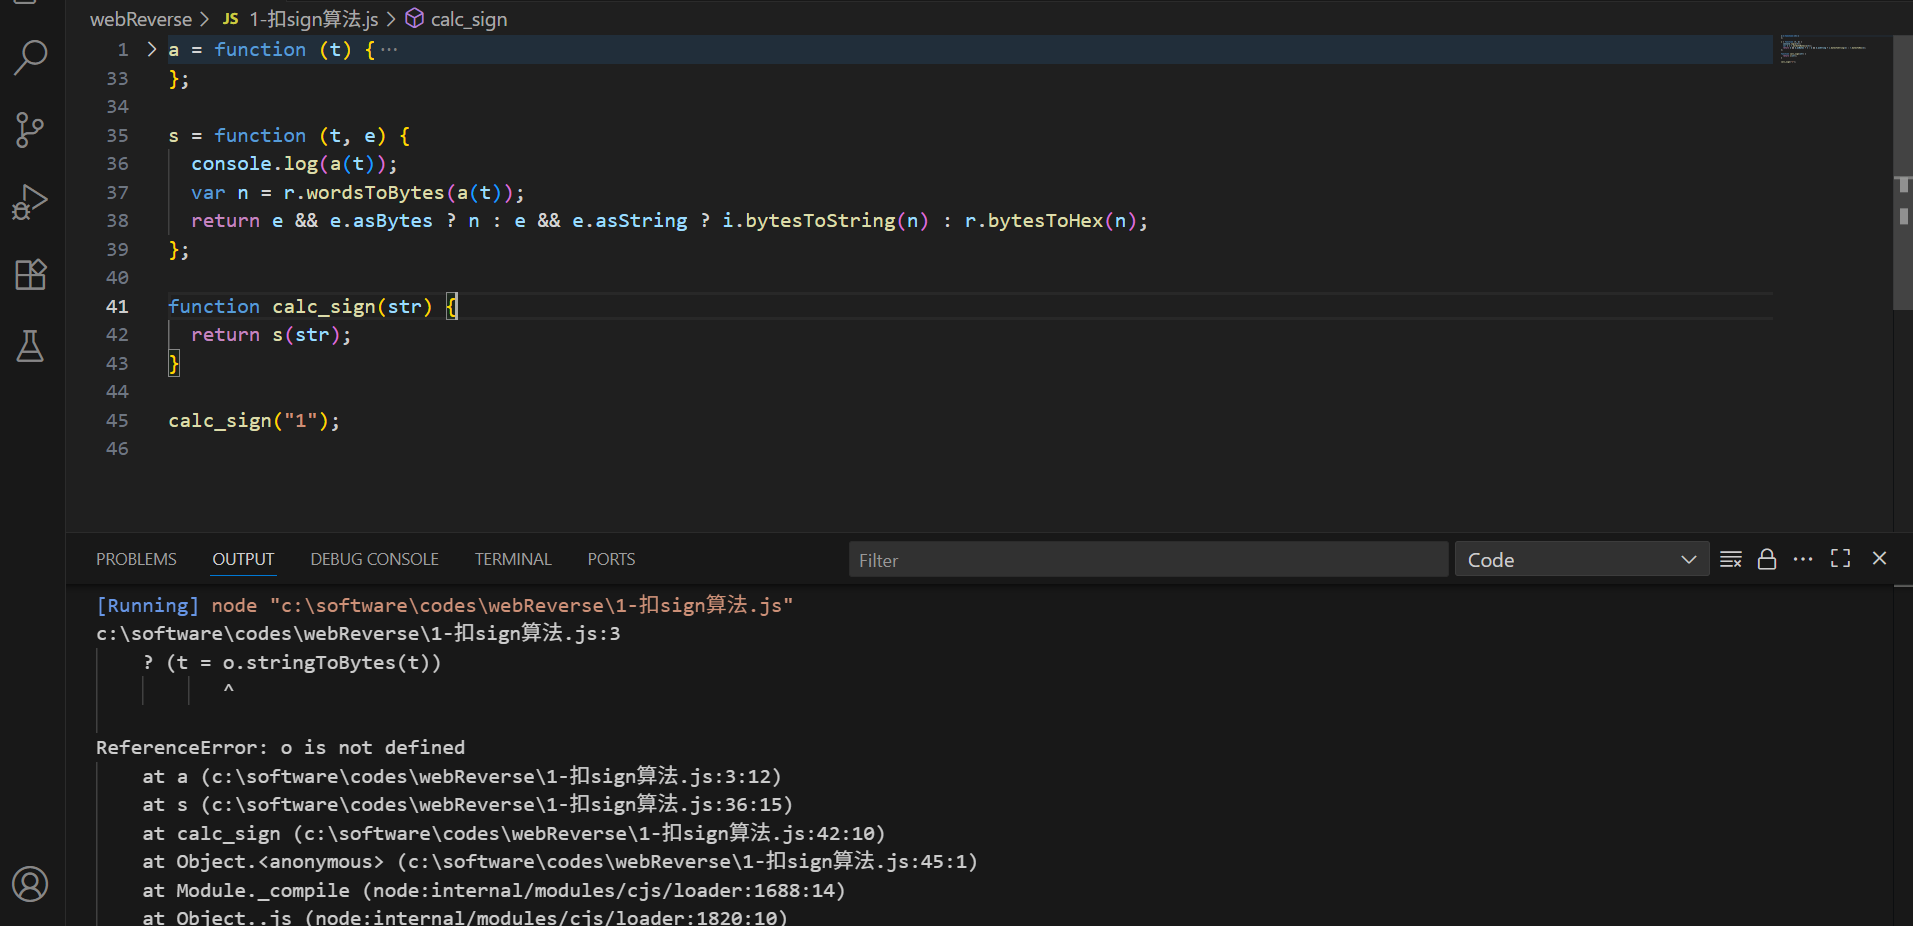 webReverse > JS 1-扣sign算法.js > calc_sign
1 > a = function (t) { ···
33 };
34
35 s = function (t, e) {
36 console.log(a(t));
37 var n = r.wordsToBytes(a(t));
38 return e && e.asBytes ? n : e && e.asString ? i.bytesToString(n) : r.bytesToHex(n);
39 };
40
41 function calc_sign(str) {
42 return s(str);
43 }
44
45 calc_sign("1");
46
PROBLEMS OUTPUT DEBUG CONSOLE TERMINAL PORTS Filter Code
[Running] node "c:\software\codes\webReverse\1-扣sign算法.js"
c:\software\codes\webReverse\1-扣sign算法.js:3
? (t = o.stringToBytes(t))
^
ReferenceError: o is not defined
at a (c:\software\codes\webReverse\1-扣sign算法.js:3:12)
at s (c:\software\codes\webReverse\1-扣sign算法.js:36:15)
at calc_sign (c:\software\codes\webReverse\1-扣sign算法.js:42:10)
at Object.<anonymous> (c:\software\codes\webReverse\1-扣sign算法.js:45:1)
at Module._compile (node:internal/modules/cjs/loader:1688:14)
at Object..js (node:internal/modules/cjs/loader:1820:10)